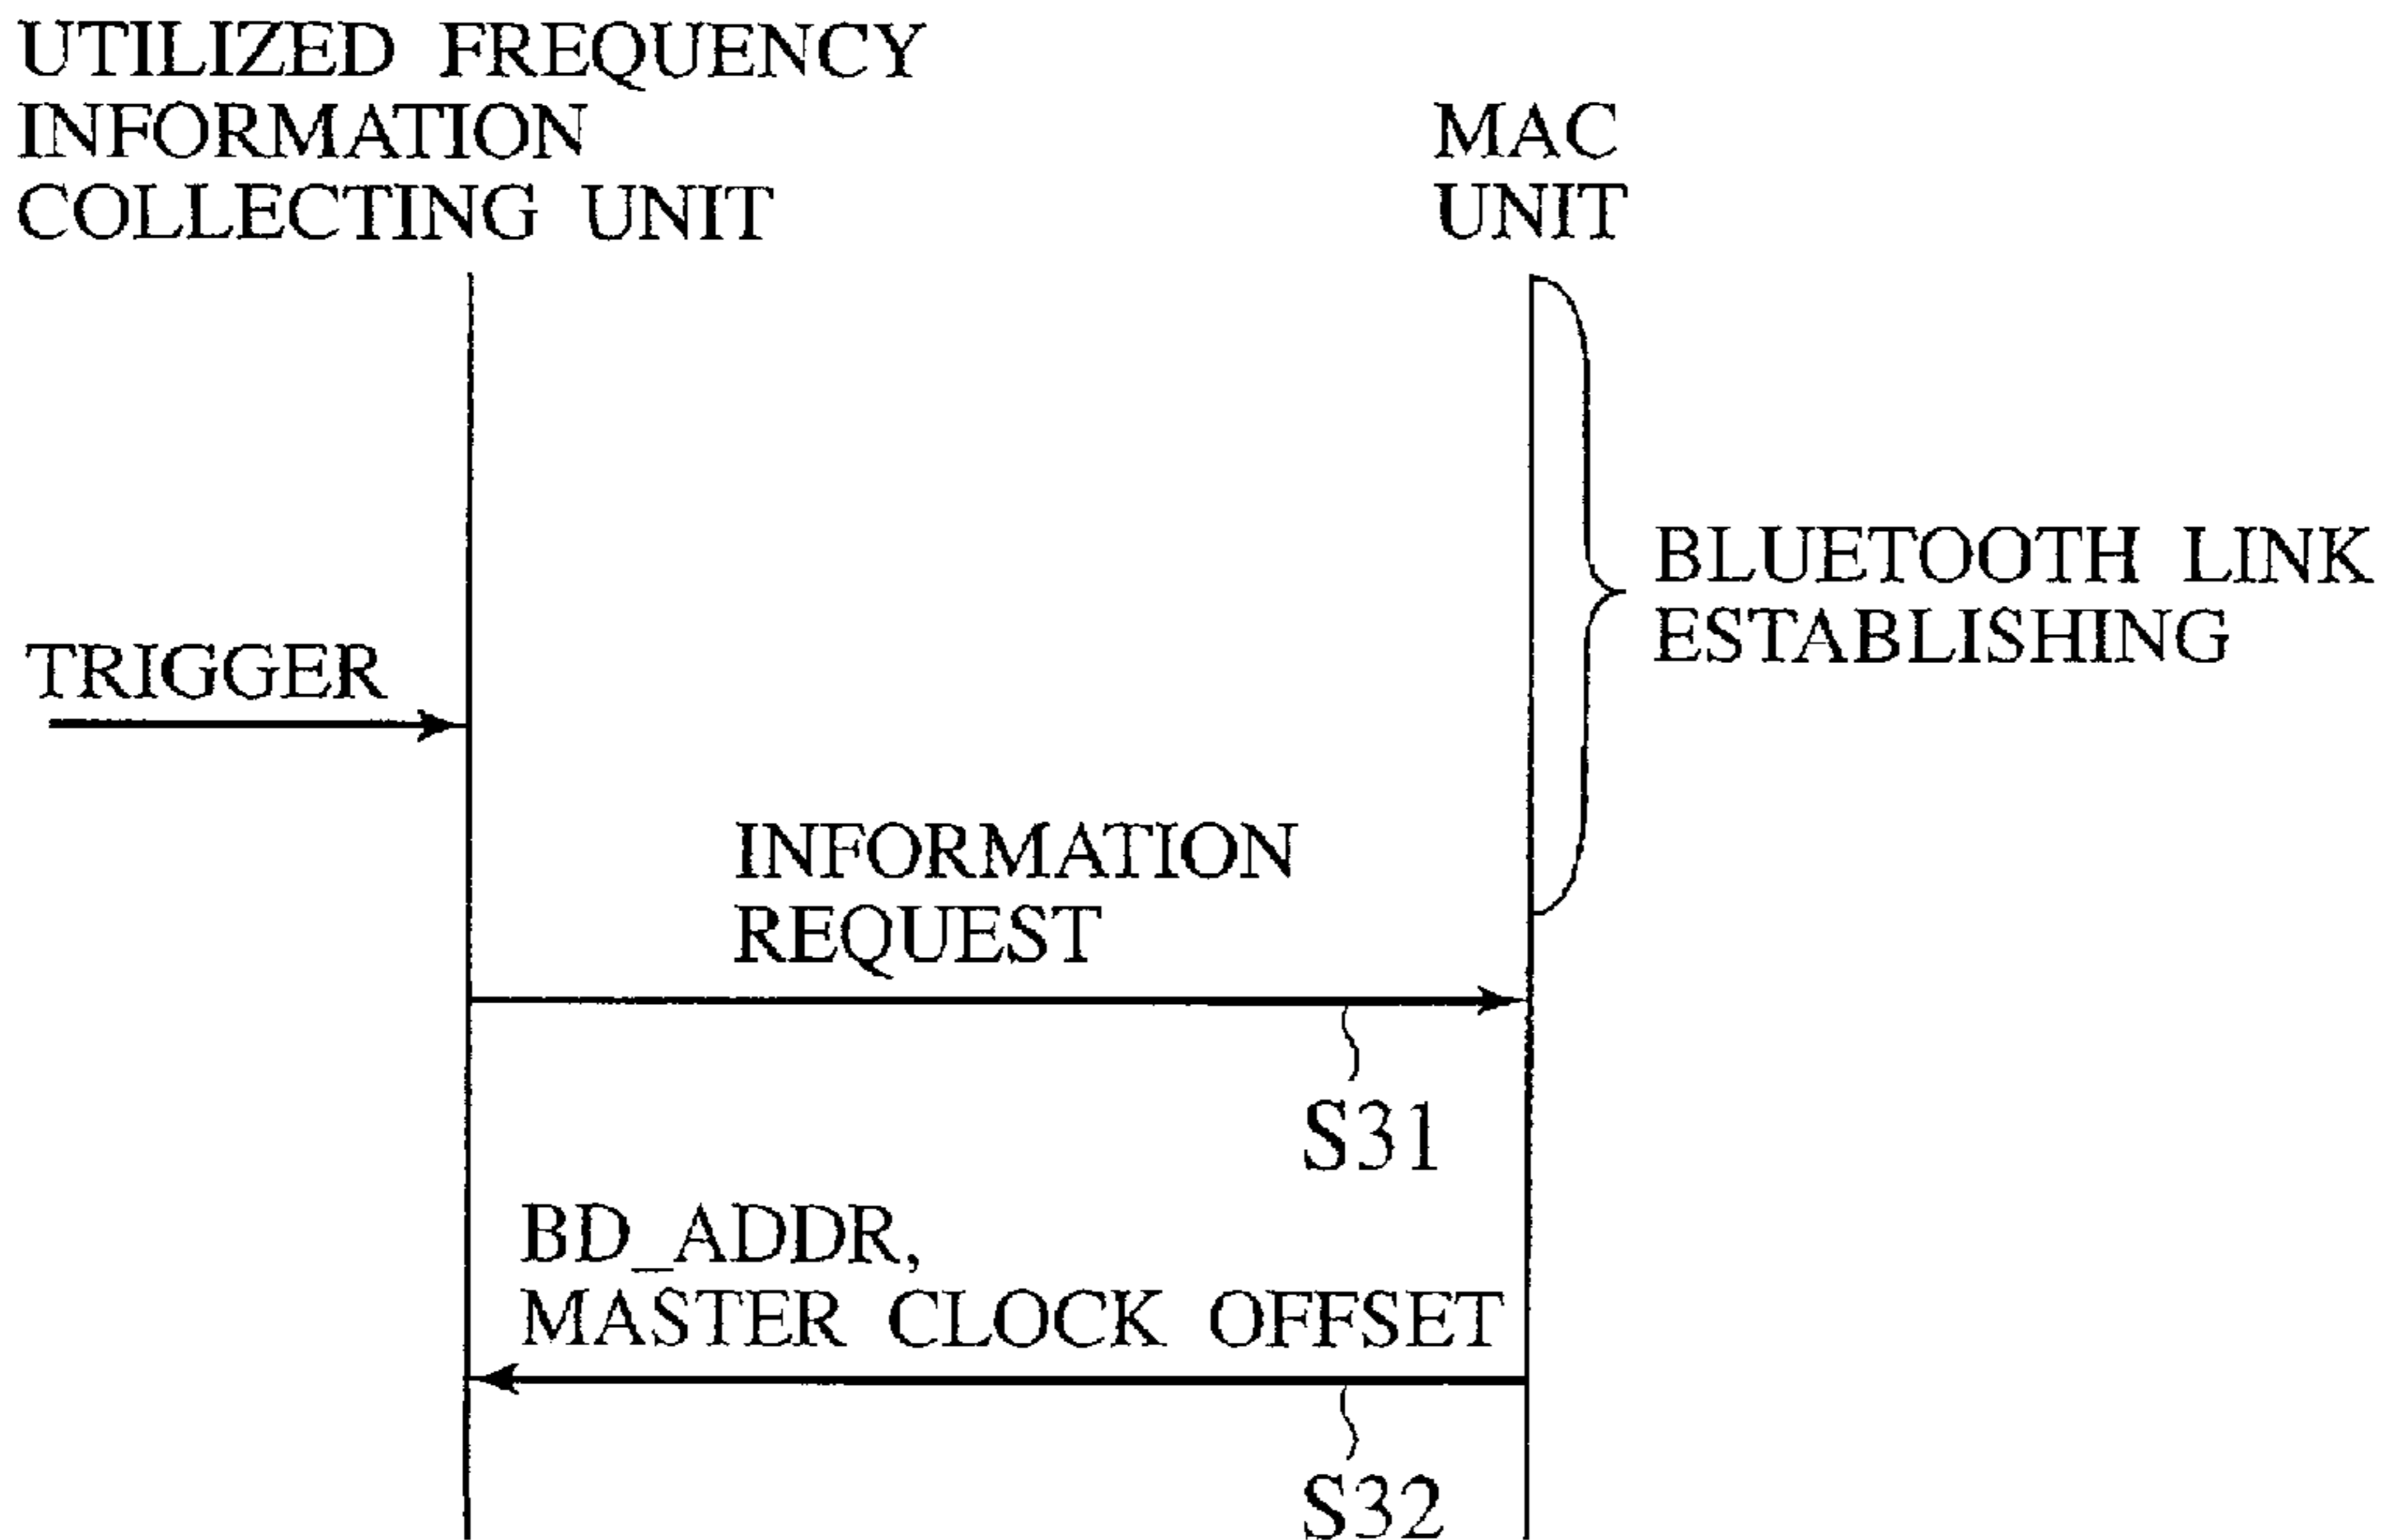 UTILIZED FREQUENCY
INFORMATION
COLLECTING UNIT
MAC
UNIT
BLUETOOTH LINK
ESTABLISHING
TRIGGER
INFORMATION
REQUEST
S31
BD_ADDR,
MASTER CLOCK OFFSET
S32